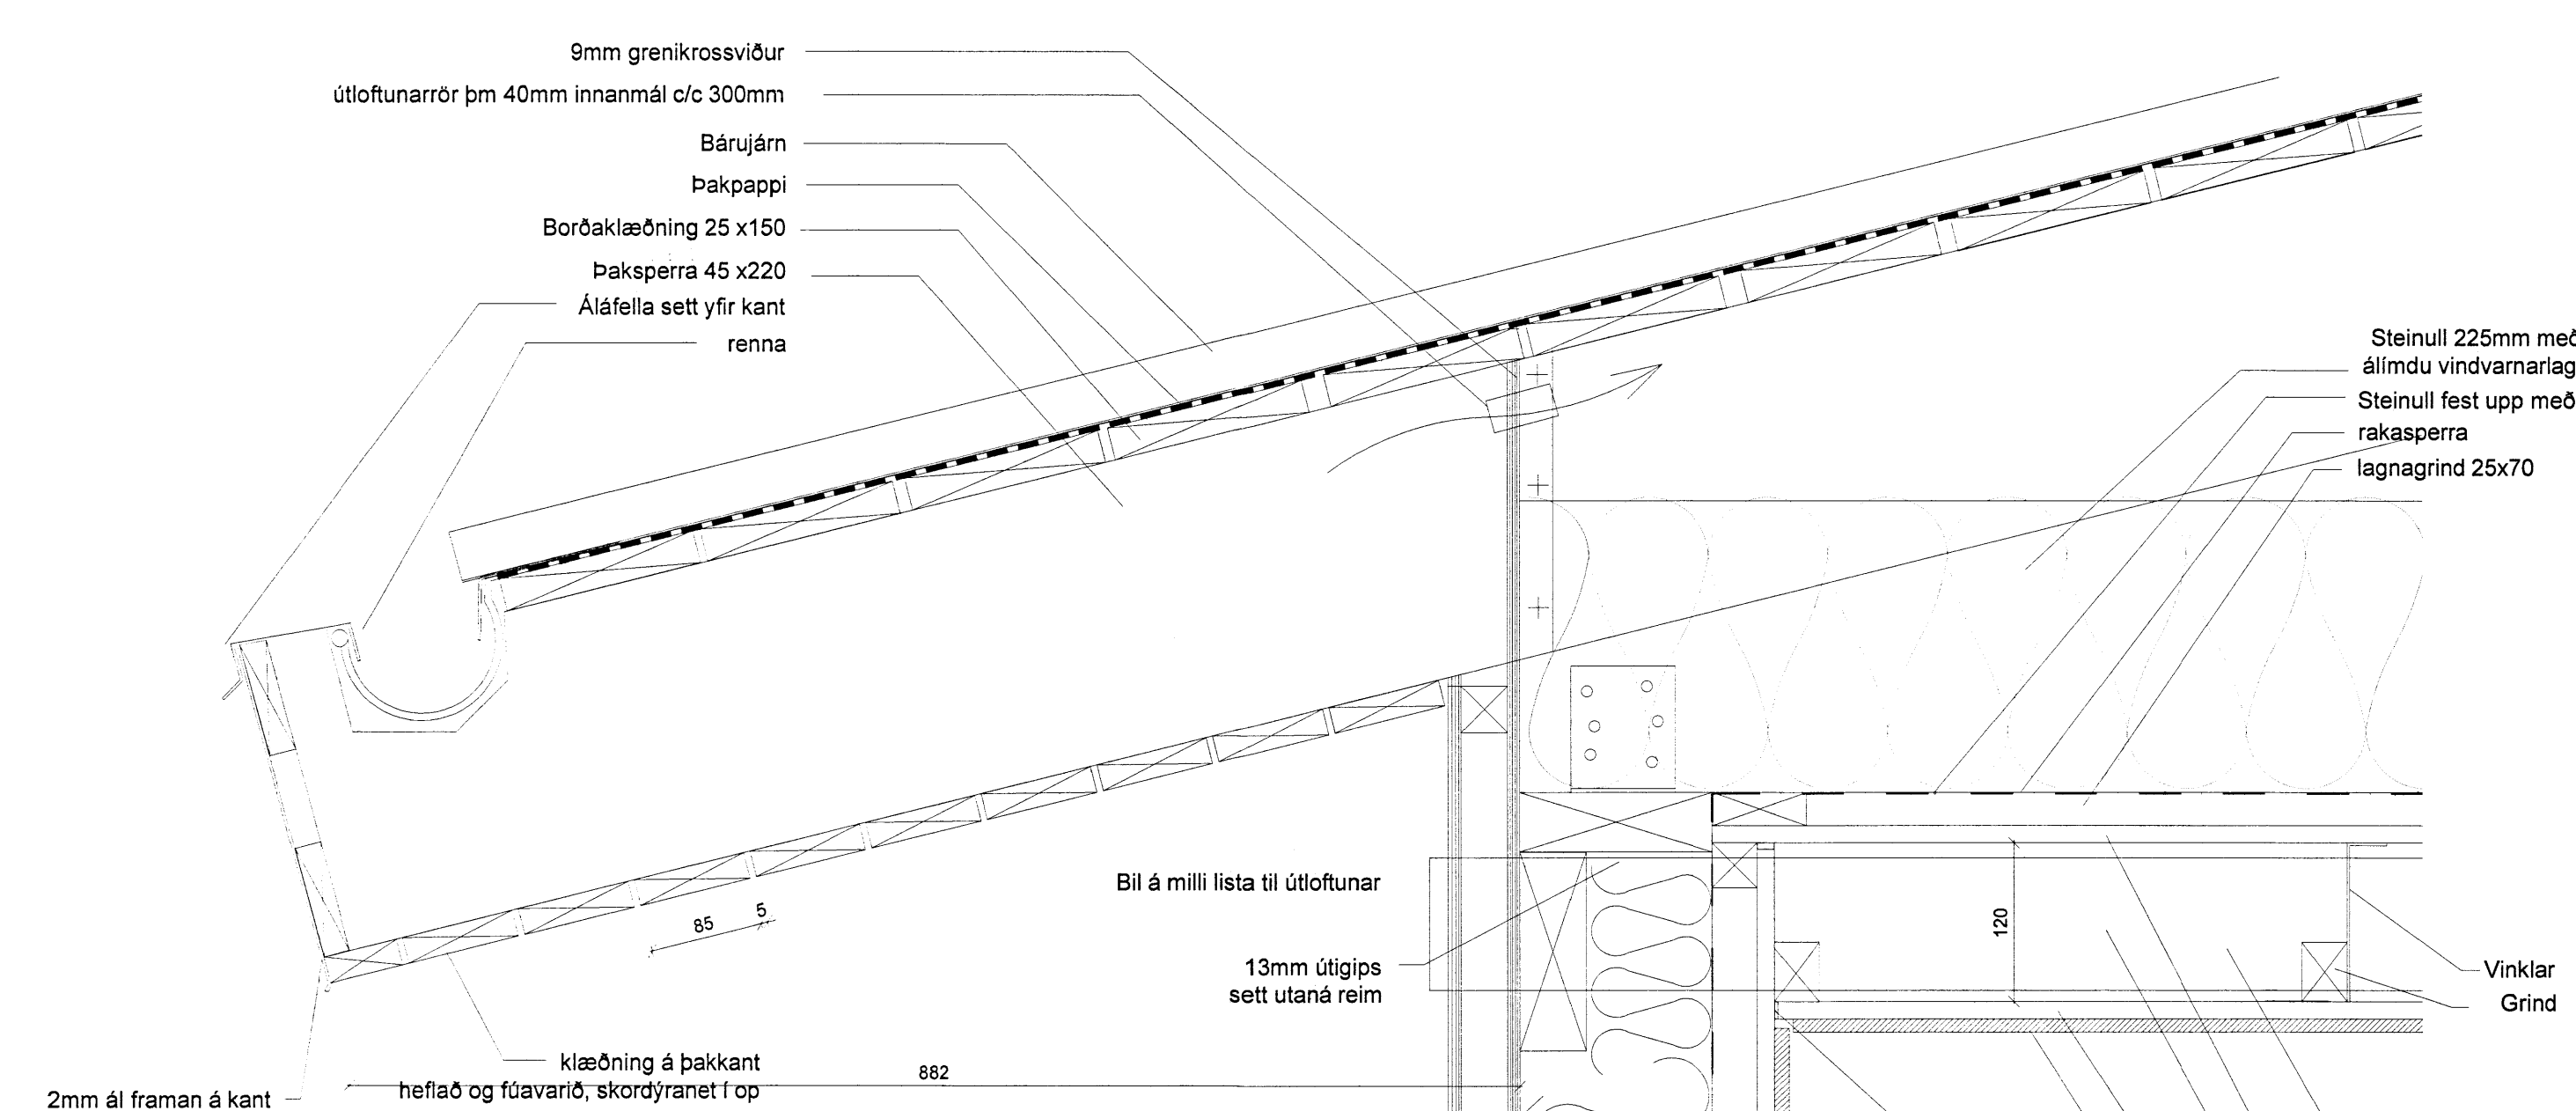 9mm grenikrossviður
útloftunarrör þm 40mm innanmál c/c 300mm
Bárujárn
Þakpappi
Borðaklæðning 25 x150
Þaksperra 45 x220
Áláfella sett yfir kant
renna
Steinull 225mm með
álímdu vindvarnarlag
Steinull fest upp með
rakasperra
lagnagrind 25x70
Bil á milli lista til útloftunar
85
5
120
13mm útigips
sett utaná reim
Vinklar
Grind
klæðning á þakkant
heflað og fúavarið, skordýranet í op
882
2mm ál framan á kant